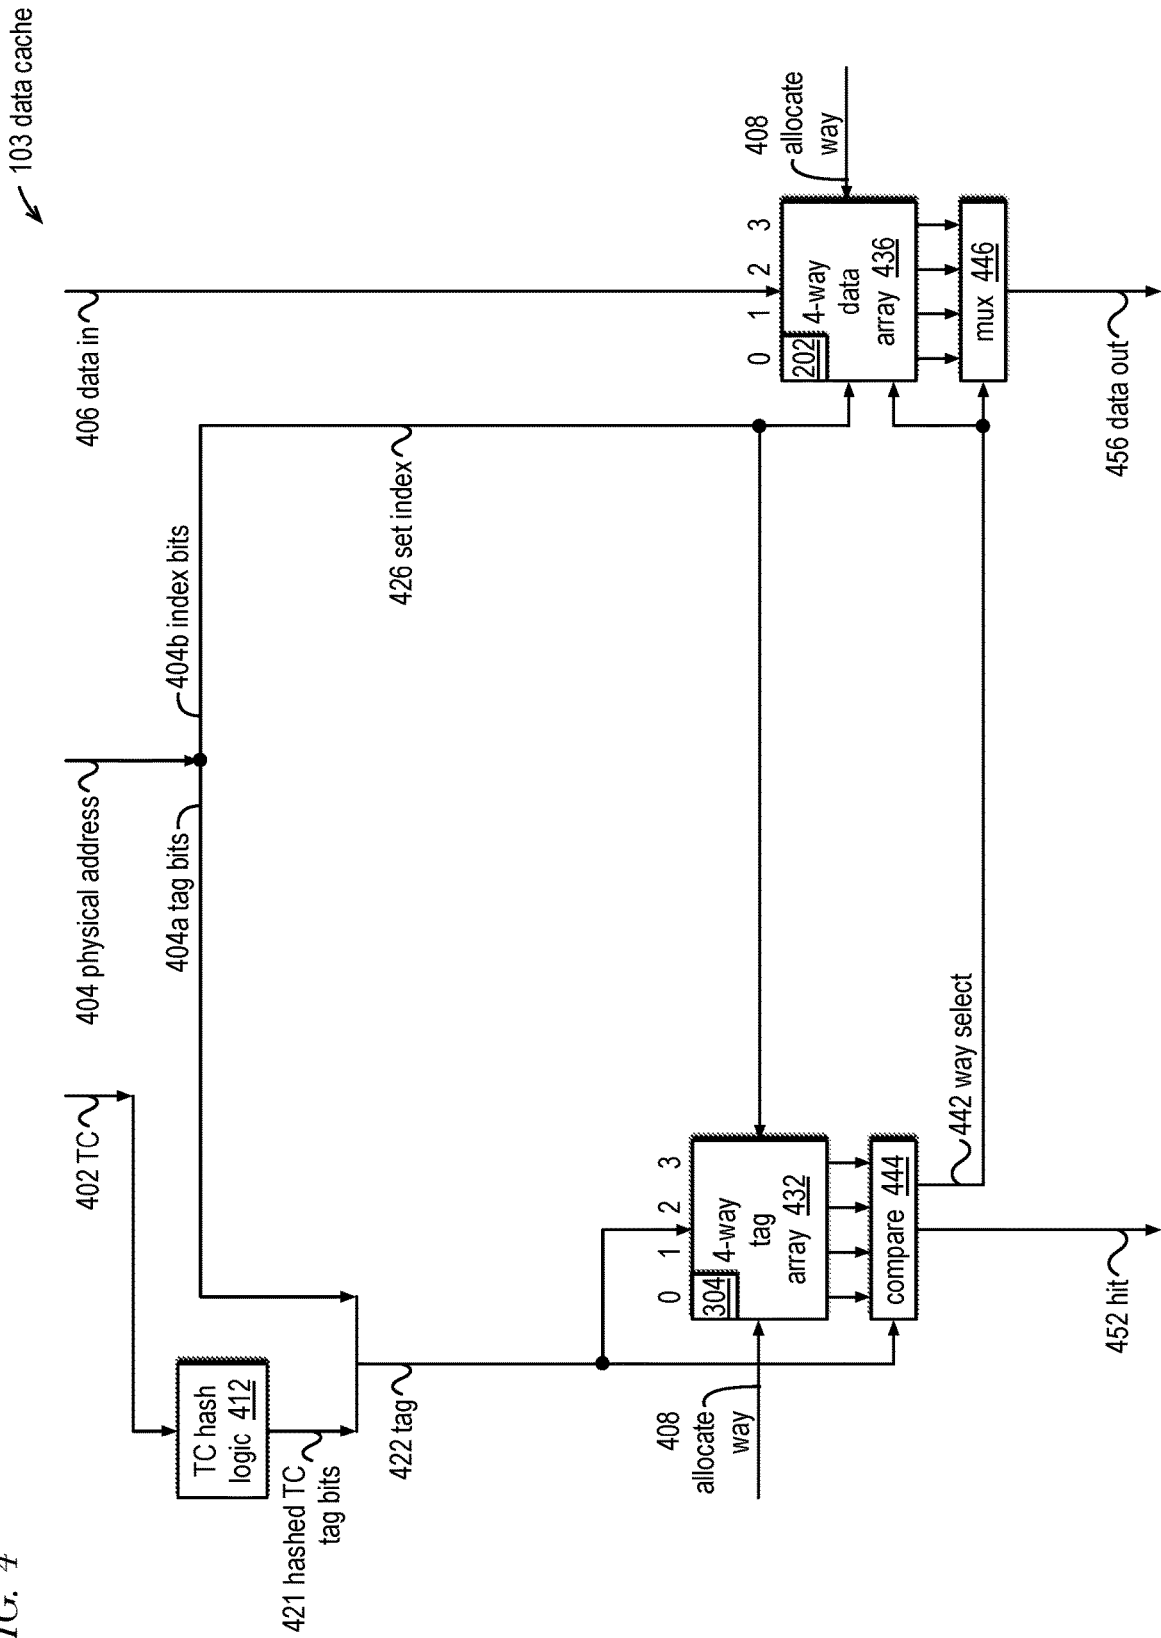 103 data cache
402 TC
404 physical address
406 data in
404a tag bits
404b index bits
TC hash
logic 412
421 hashed TC
tag bits
422 tag
426 set index
408
allocate
way
0 1 2 3
304
4-way
tag
array 432
compare 444
442 way select
452 hit
408
allocate
way
0 1 2 3
202
4-way
data
array 436
mux 446
456 data out
4